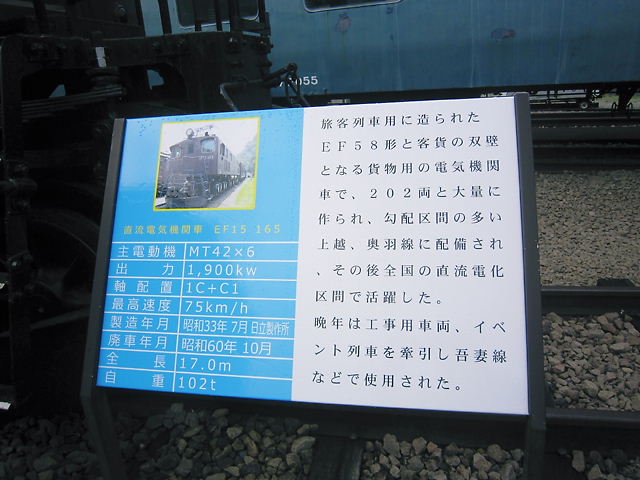 055
直流電気機関車 EF15 165
主電動機 MT42×6
出 力 1,900kw
軸配置 1C+C1
最高速度 75km/h
製造年月 昭和33年 7月 日立製作所
廃車年月 昭和60年 10月
全 長 17.0m
自 重 102t
旅客列車用に造られた
EF58形と客貨の双壁
となる貨物用の電気機関
車で、202両と大量に
作られ、勾配区間の多い
上越、奥羽線に配備され
、その後全国の直流電化
区間で活躍した。
晩年は工事用車両、イベ
ント列車を牽引し吾妻線
などで使用された。